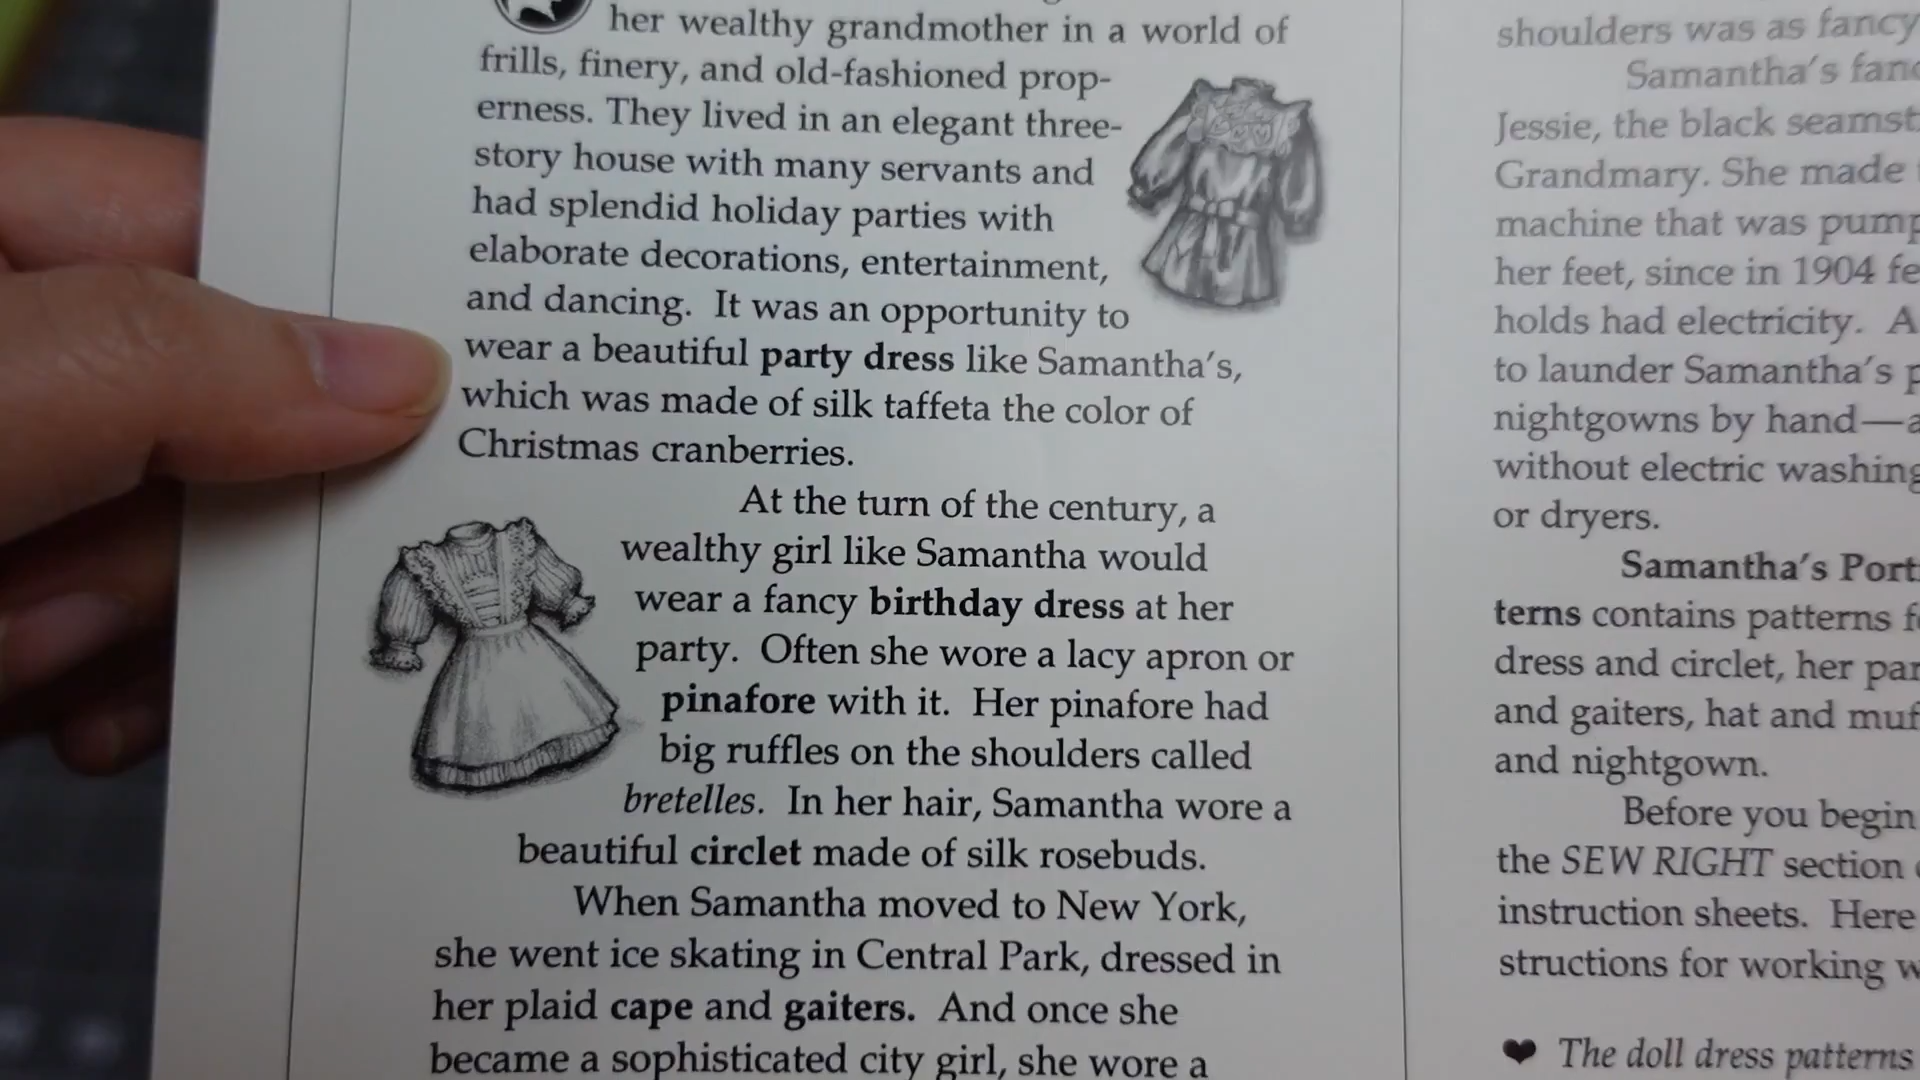 her wealthy grandmother in a world of
frills, finery, and old-fashioned prop-
erness. They lived in an elegant three-
story house with many servants and
had splendid holiday parties with
elaborate decorations, entertainment,
and dancing. It was an opportunity to
wear a beautiful party dress like Samantha's,
which was made of silk taffeta the color of
Christmas cranberries.
At the turn of the century, a
wealthy girl like Samantha would
wear a fancy birthday dress at her
party. Often she wore a lacy apron or
pinafore with it. Her pinafore had
big ruffles on the shoulders called
bretelles. In her hair, Samantha wore a
beautiful circlet made of silk rosebuds.
When Samantha moved to New York,
she went ice skating in Central Park, dressed in
her plaid cape and gaiters. And once she
became a sophisticated city girl, she wore a
shoulders was as fancy
Samantha's
Jessie, the black
Grandmary. She made
machine that was
her feet, since in 1904
holds had electricity.
to launder Samantha's
nightgowns by hand—
without electric
or dryers.
Samantha's
terns contains patterns
dress and circlet, her
and gaiters, hat and
and nightgown.
Before you begin
the SEW RIGHT section
instruction sheets. Here
structions for working
❤ The doll dress patterns